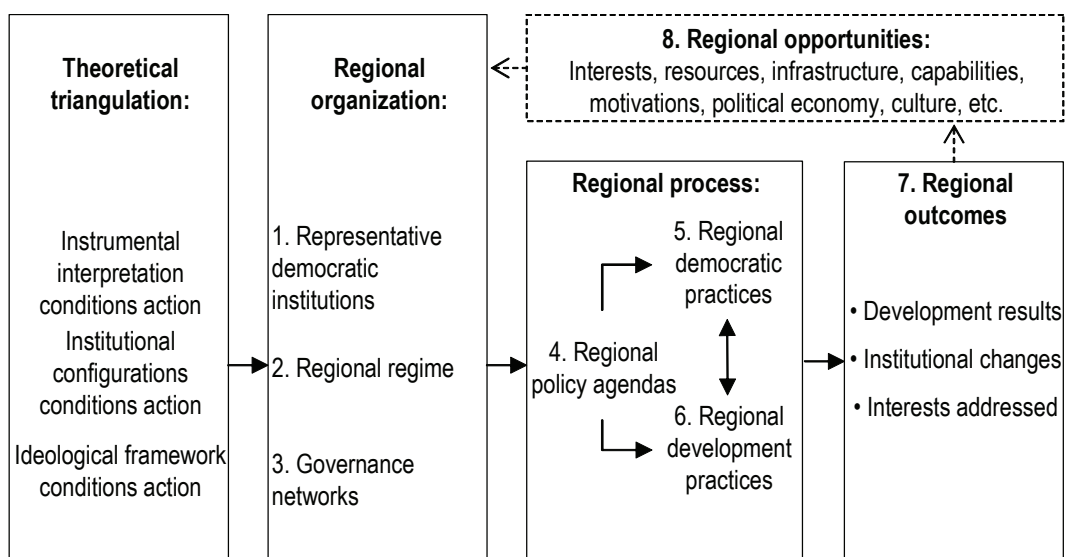 Theoretical
triangulation:
Instrumental
interpretation
conditions action
Institutional
configurations
conditions action
Ideological framework
conditions action
Regional
organization:
1. Representative
democratic
institutions
2. Regional regime
3. Governance
networks
8. Regional opportunities:
Interests, resources, infrastructure, capabilities,
motivations, political economy, culture, etc.
Regional process:
4. Regional
policy agendas
5. Regional
democratic
practices
6. Regional
development
practices
7. Regional
outcomes
• Development results
• Institutional changes
• Interests addressed